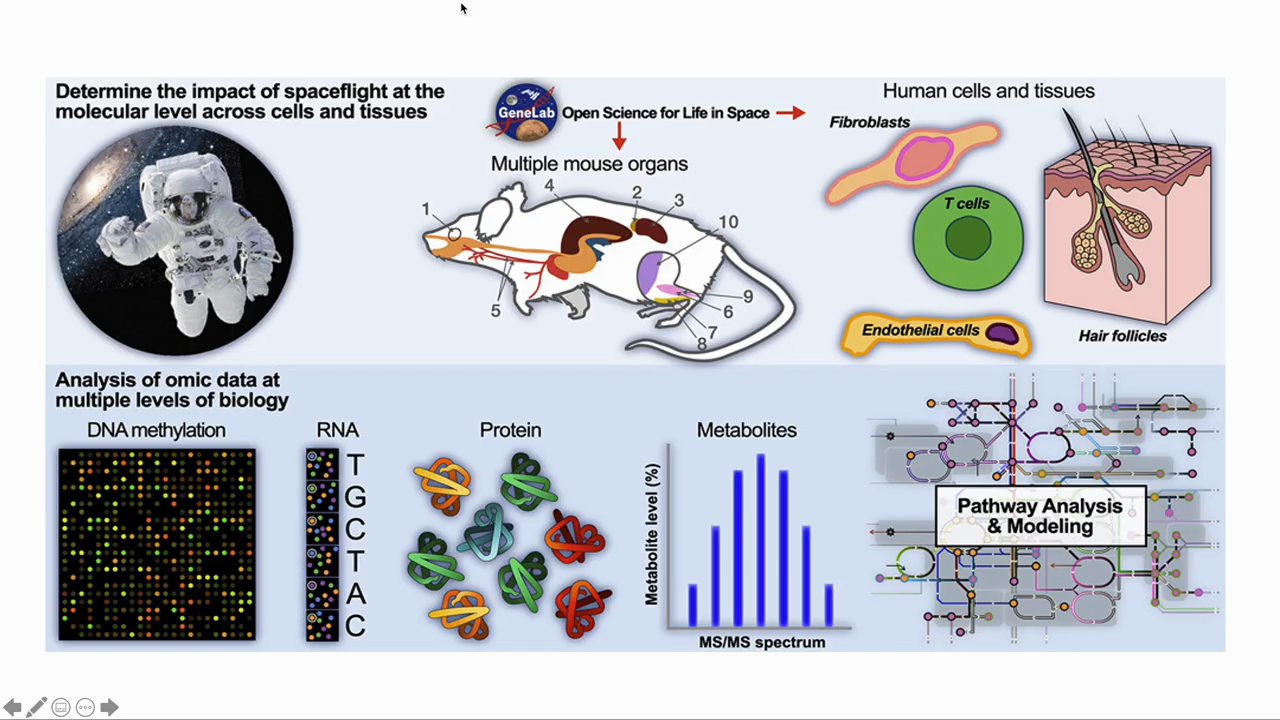 Determine the impact of spaceflight at the
molecular level across cells and tissues
GeneLab
Open Science for Life in Space
Multiple mouse organs
1
4
2
3
10
5
9
6
7
8
Human cells and tissues
Fibroblasts
T cells
Endothelial cells
Hair follicles
Analysis of omic data at
multiple levels of biology
DNA methylation
RNA
T
G
C
T
A
C
Protein
Metabolites
Metabolite level (%)
MS/MS spectrum
Pathway Analysis
& Modeling